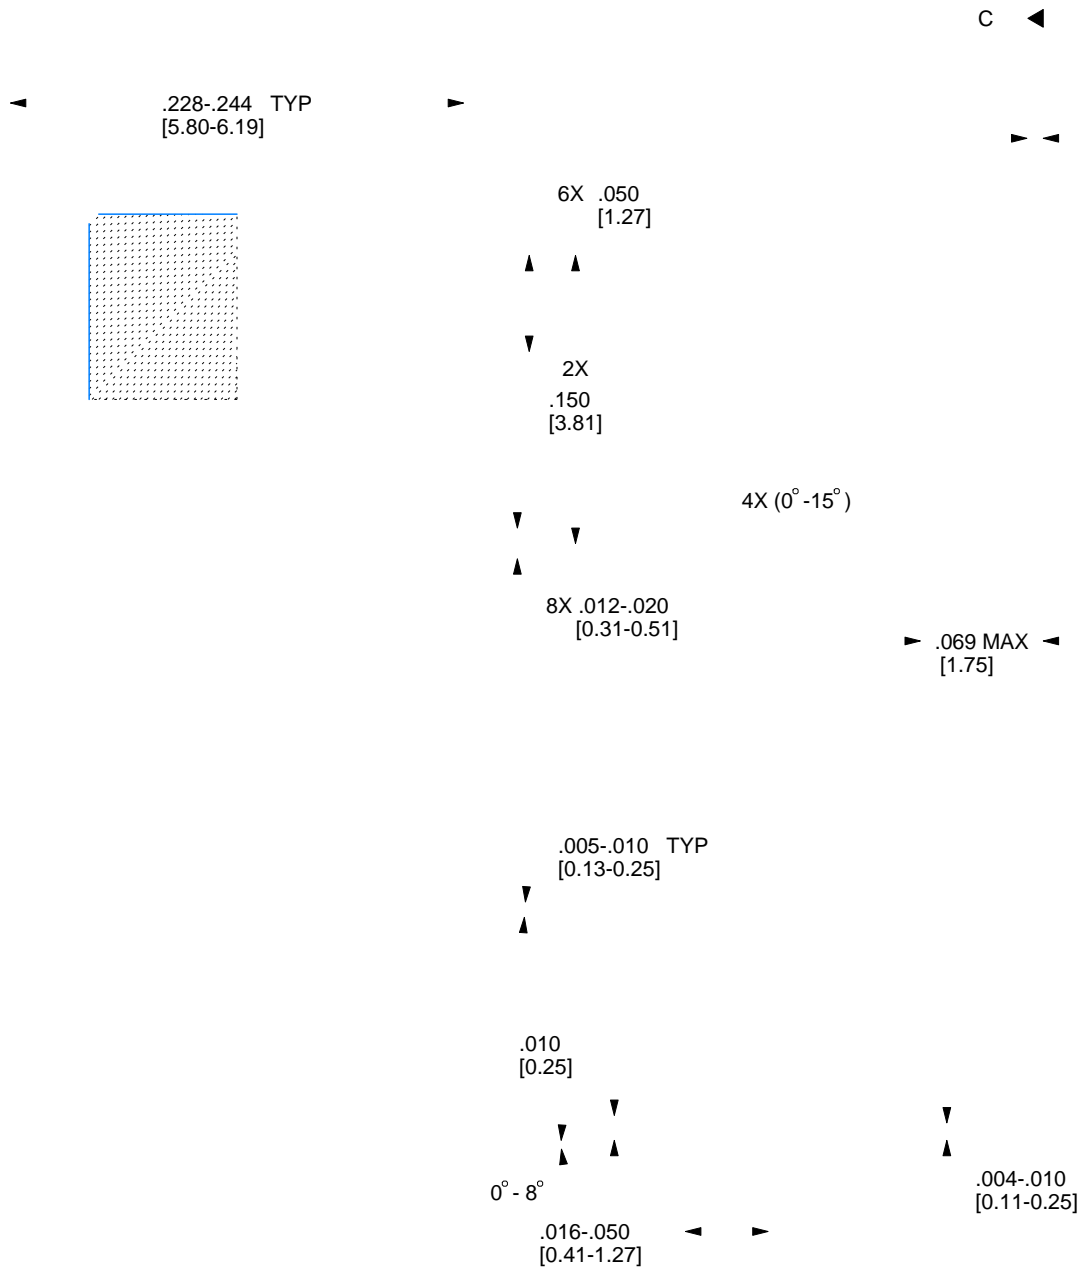 C
.228-.244 TYP
[5.80-6.19]
6X .050
[1.27]
2X
.150
[3.81]
4X (0° -15° )
8X .012-.020
[0.31-0.51]
.069 MAX
[1.75]
.005-.010 TYP
[0.13-0.25]
.010
[0.25]
0° - 8°
.004-.010
[0.11-0.25]
.016-.050
[0.41-1.27]